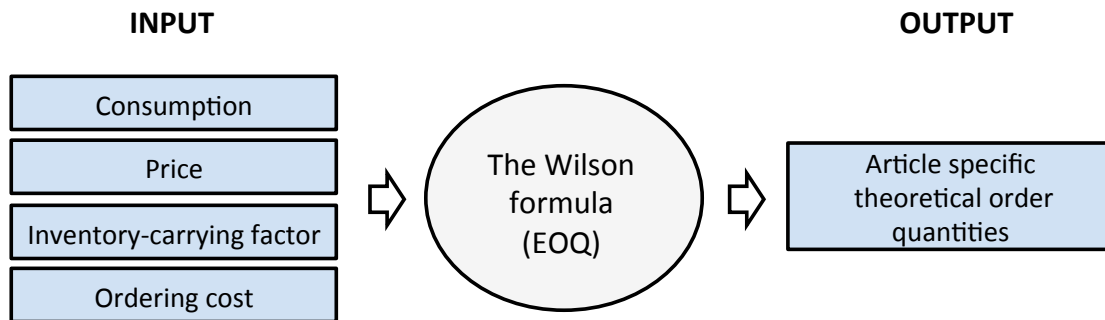 INPUT
OUTPUT
Consumption
Price
Inventory-carrying factor
Ordering cost
The Wilson
formula
(EOQ)
Article specific
theoretical order
quantities